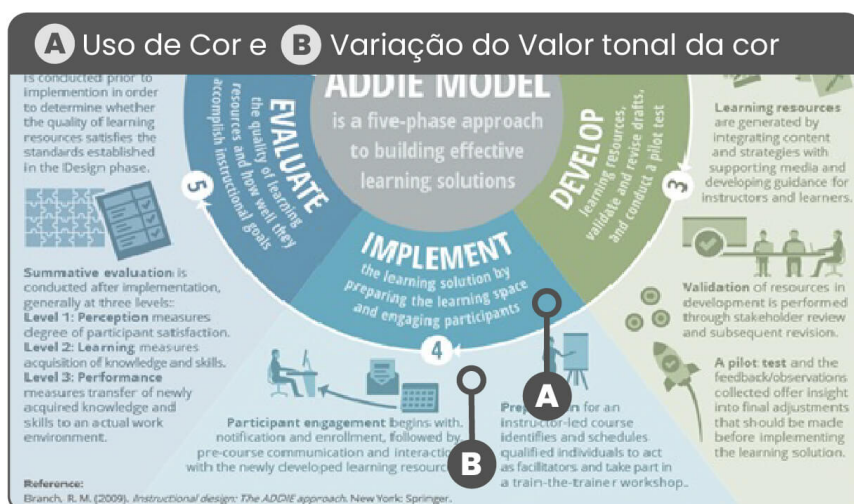 A Uso de Cor e B Variação do Valor tonal da cor
is conducted prior to
implemention in order
to determine whether
the quality of learning
resources satisfies the
standards established
in the Design phase.
Summative evaluation is
conducted after implementation,
generally at three levels::
Level 1: Perception measures
degree of participant satisfaction.
Level 2: Learning measures
acquisition of knowledge and skills.
Level 3: Performance
measures transfer of newly
acquired knowledge and
skills to an actual work
environment.
Reference:
Branch, R. M. (2009). Instructional design: The ADDIE approach. New York: Springer.
5
EVALUATE
the quality of learning
resources and how well they
accomplish instructional goals
ADDIE MODEL
is a five-phase approach
to building effective
learning solutions
IMPLEMENT
the learning solution by
preparing the learning space
and engaging participants
4
DEVELOP
learning resources,
validate and revise drafts,
and conduct a pilot test
3
Participant engagement begins with
notification and enrollment, followed by
pre-course communication and interaction
with the newly developed learning
B
A
for an
instructor-led course
identifies and schedules
qualified individuals to act
as facilitators and take part in
a train-the-trainer workshop..
Learning resources
are generated by
integrating content
and strategies with
supporting media and
developing guidance for
instructors and learners.
Validation of resources in
development is performed
through stakeholder review
and subsequent revision.
A pilot test and the
feedback/observations
collected offer insight
into final adjustments
that should be made
before implementing
the learning solution.